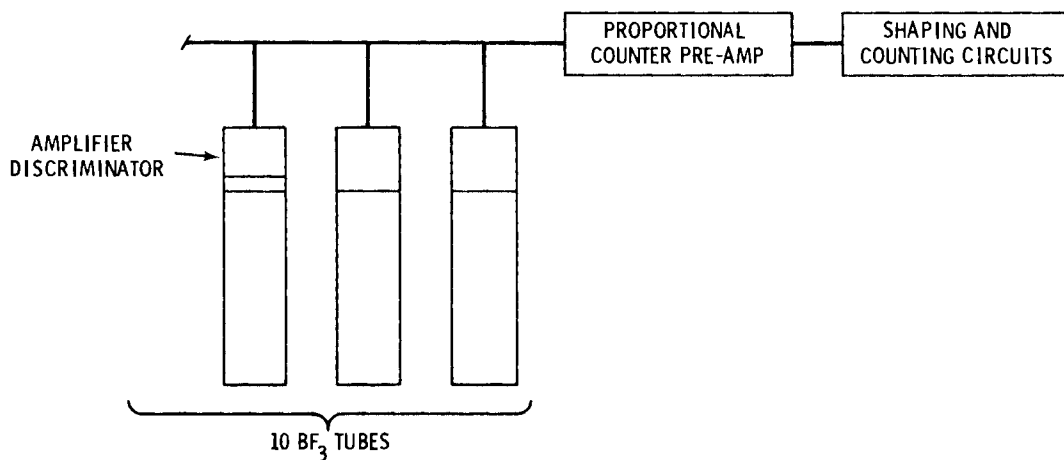 PROPORTIONAL
COUNTER PRE-AMP
SHAPING AND
COUNTING CIRCUITS
AMPLIFIER
DISCRIMINATOR
10 BF3 TUBES